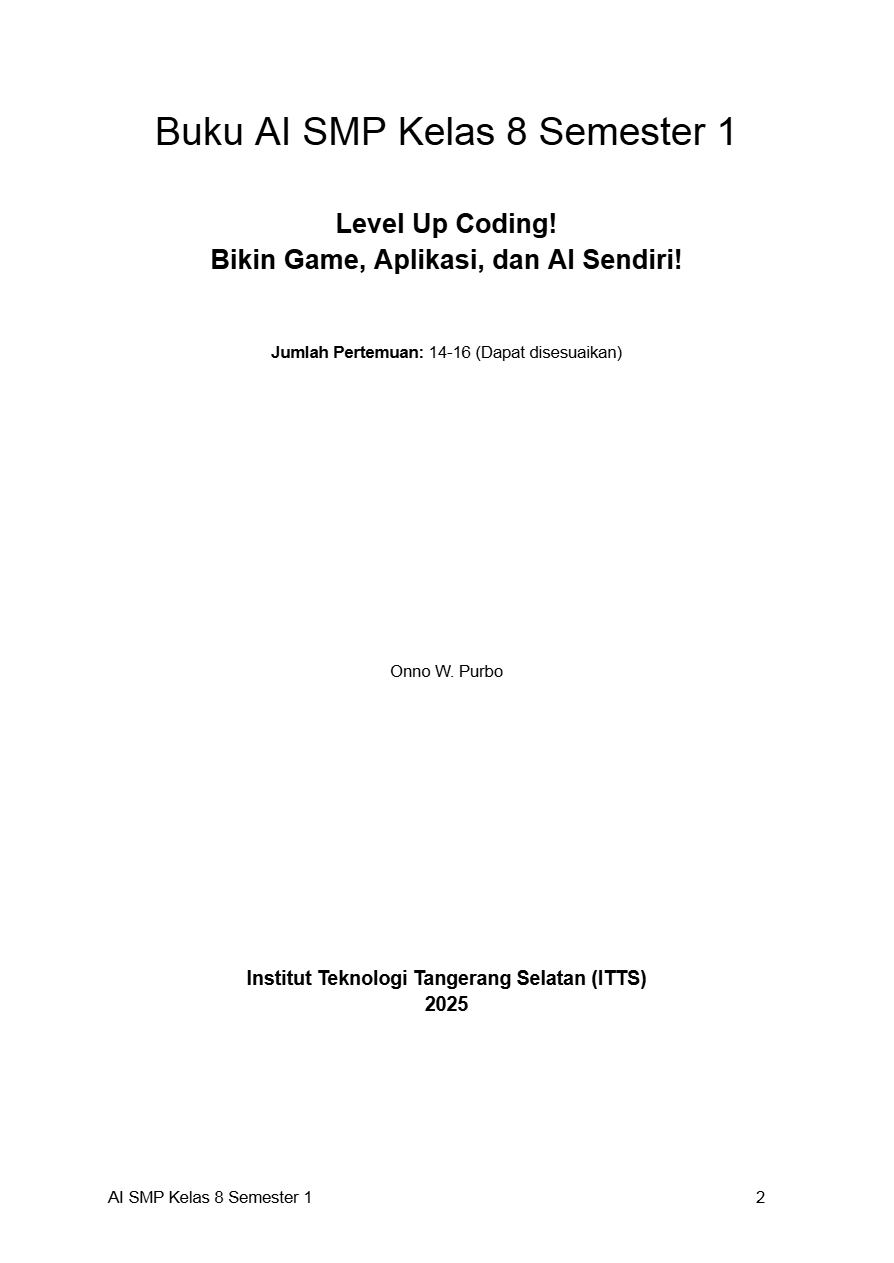 Buku AI SMP Kelas 8 Semester 1
Level Up Coding!
Bikin Game, Aplikasi, dan AI Sendiri!
Jumlah Pertemuan: 14-16 (Dapat disesuaikan)
Onno W. Purbo
Institut Teknologi Tangerang Selatan (ITTS)
2025
AI SMP Kelas 8 Semester 1 2